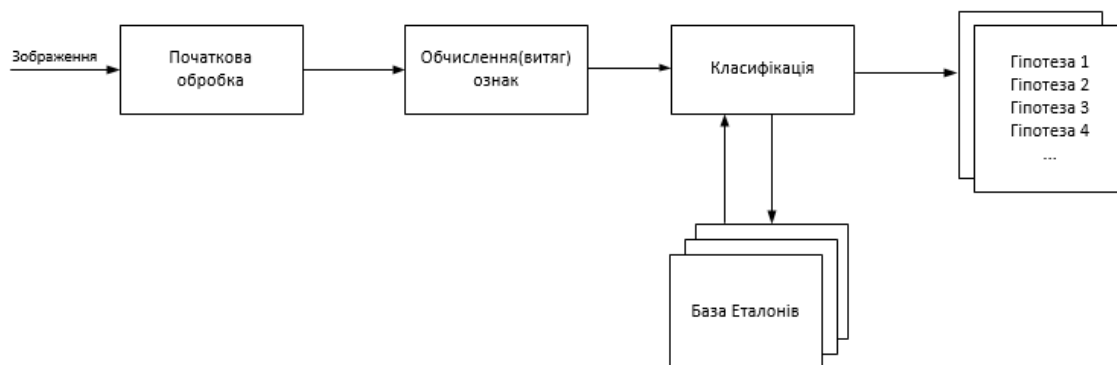 Зображення
Початкова
обробка
Обчислення(витяг)
ознак
Класифікація
Гіпотеза 1
Гіпотеза 2
Гіпотеза 3
Гіпотеза 4
...
База Еталонів